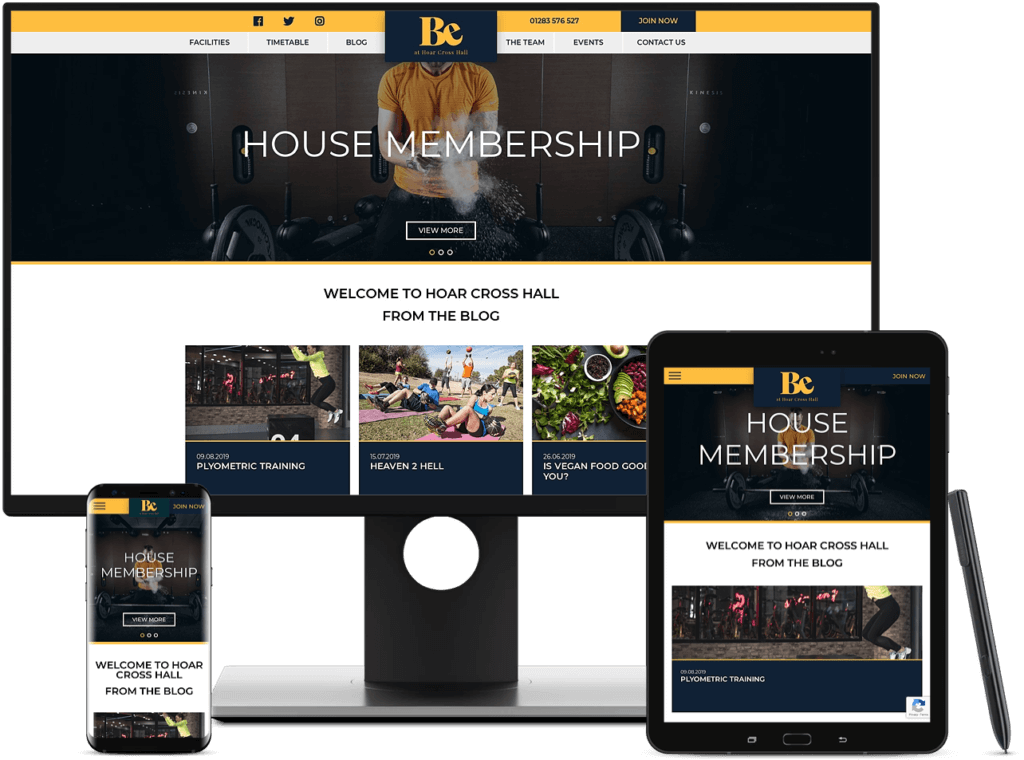 01283 576 527
JOIN NOW
FACILITIES
TIMETABLE
BLOG
Be
at Hoar Cross Hall
THE TEAM
EVENTS
CONTACT US
HOUSE MEMBERSHIP
VIEW MORE
WELCOME TO HOAR CROSS HALL
FROM THE BLOG
09.08.2019
PLYOMETRIC TRAINING
15.07.2019
HEAVEN 2 HELL
26.06.2019
IS VEGAN FOOD
YOU?
Be
at Hoar Cross Hall
JOIN NOW
HOUSE
MEMBERSHIP
VIEW MORE
WELCOME TO HOAR CROSS HALL
FROM THE BLOG
09.08.2019
PLYOMETRIC TRAINING
Be
JOIN NOW
HOUSE
MEMBERSHIP
VIEW MORE
WELCOME TO HOAR
CROSS HALL
FROM THE BLOG